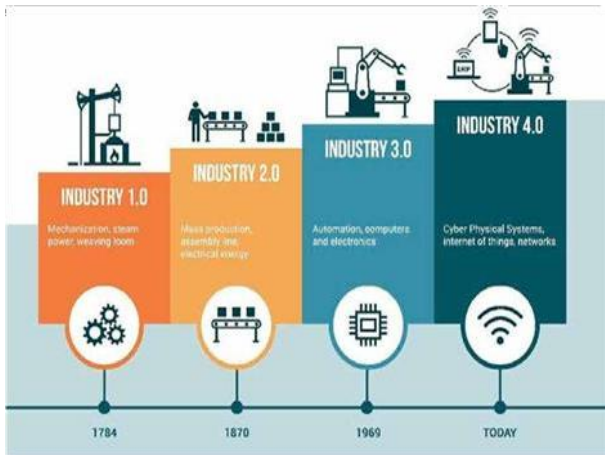 INDUSTRY 1.0
Mechanization, steam
power, weaving loom
INDUSTRY 2.0
Mass production,
assembly line,
electrical energy
INDUSTRY 3.0
Automation, computers
and electronics
ERP
INDUSTRY 4.0
Cyber Physical Systems,
internet of things, networks
1784
1870
1969
TODAY